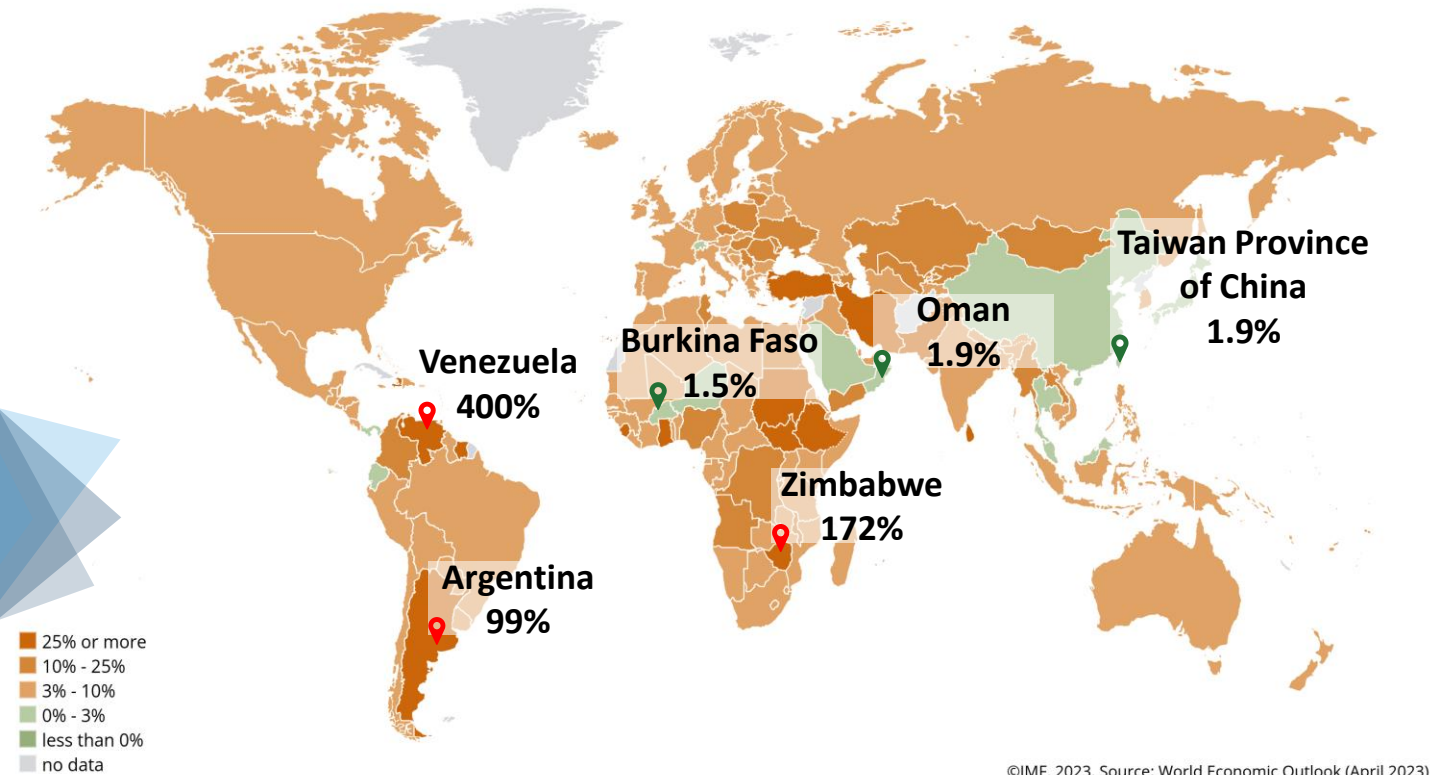 Taiwan Province
of China
1.9%
Oman
1.9%
Burkina Faso
1.5%
Venezuela
400%
Zimbabwe
172%
Argentina
99%
25% or more
10% - 25%
3% - 10%
0% - 3%
less than 0%
no data
©IMF, 2023, Source: World Economic Outlook (April 2023)